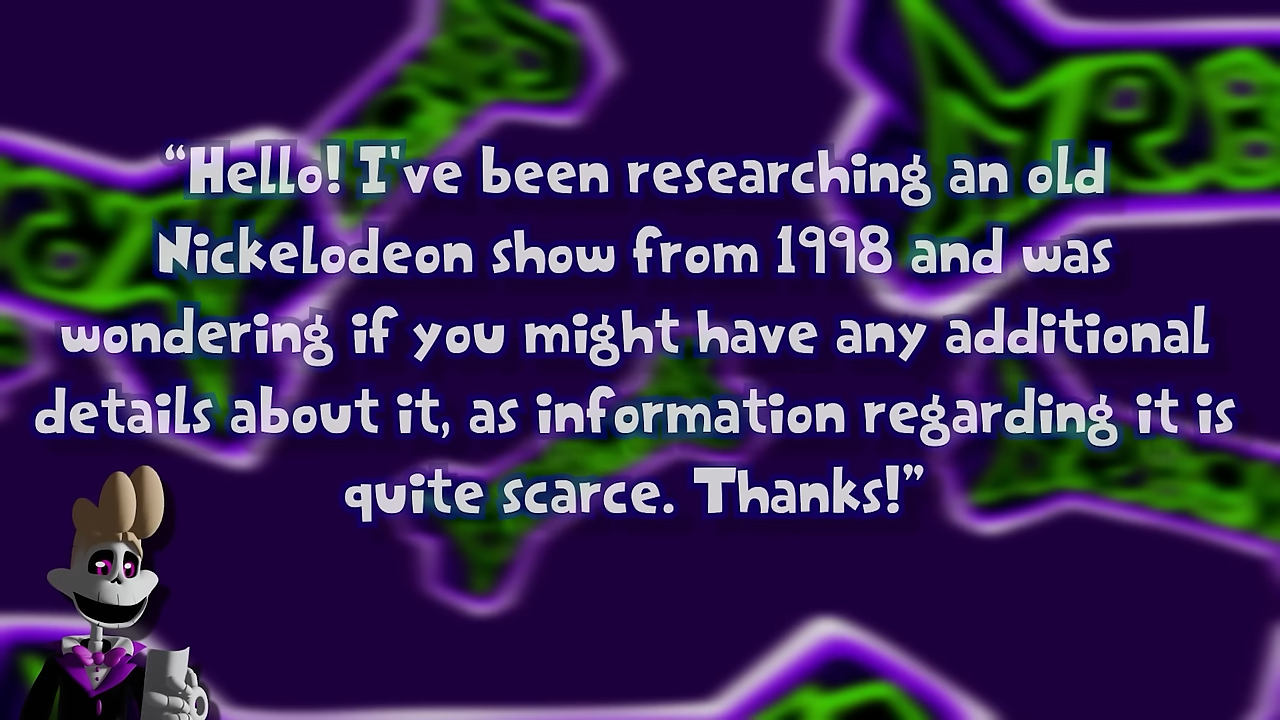 “Hello! I've been researching an old
Nickelodeon show from 1998 and was
wondering if you might have any additional
details about it, as information regarding it is
quite scarce. Thanks!”